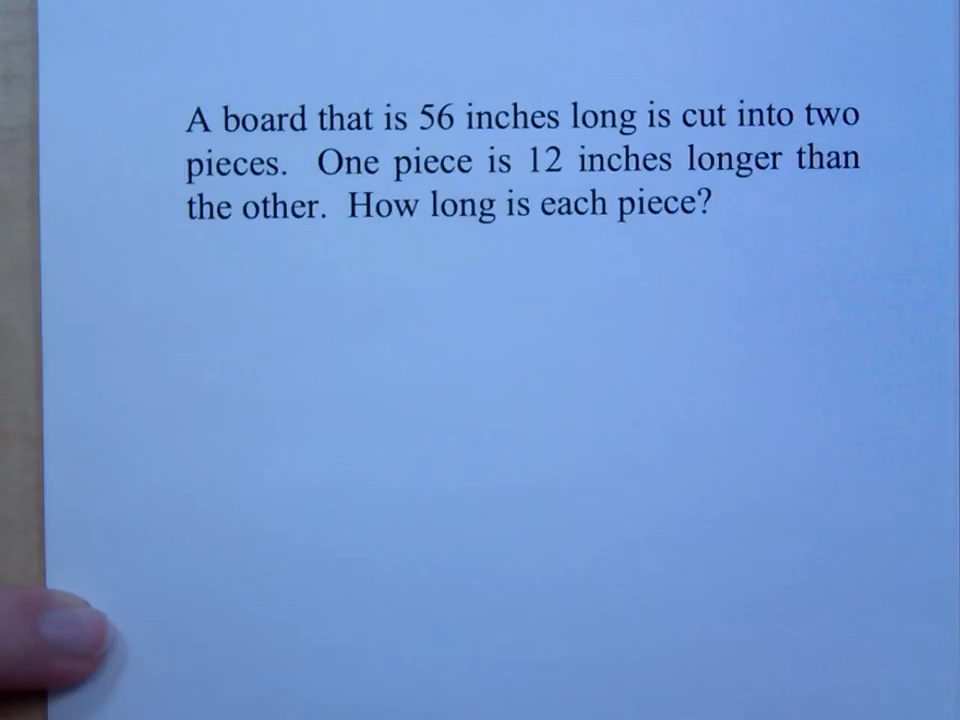 A board that is 56 inches long is cut into two
pieces. One piece is 12 inches longer than
the other. How long is each piece?